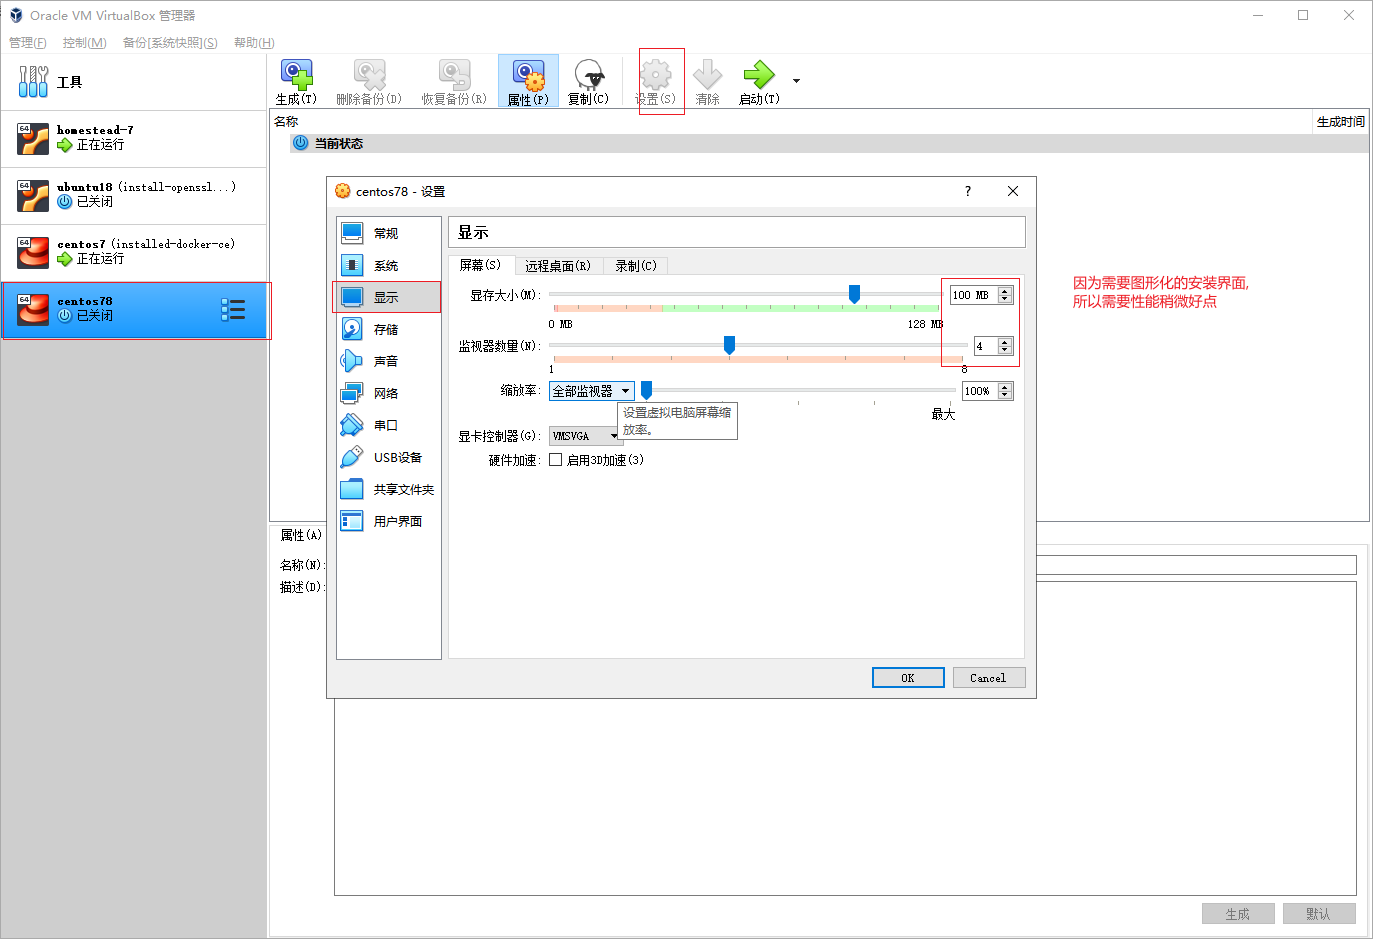 Oracle VM VirtualBox 管理器
管理(F) 控制(M) 备份[系统快照](S) 帮助(H)
工具
生成(T) 删除备份(D) 恢复备份(R) 属性(P) 复制(C) 设置(S) 清除 启动(T)
名称 生成时间
当前状态
homestead-7
正在运行
ubuntu18 (install-openssl...)
已关闭
centos7 (installed-docker-ce)
正在运行
centos78
已关闭
centos78 - 设置 ?
常规
系统
显示
存储
声音
网络
串口
USB设备
共享文件夹
用户界面
显示
屏幕(S) 远程桌面(R) 录制(C)
显存大小(M): 100 MB
0 MB 128 MB
监视器数量(N): 4
1 8
缩放率: 全部监视器 100%
最大
设置虚拟电脑屏幕缩
放率。
显卡控制器(G): VMSVGA
硬件加速: 启用3D加速(3)
OK Cancel
因为需要图形化的安装界面,
所以需要性能稍微好点
属性(A)
名称(N):
描述(D):
生成 默认